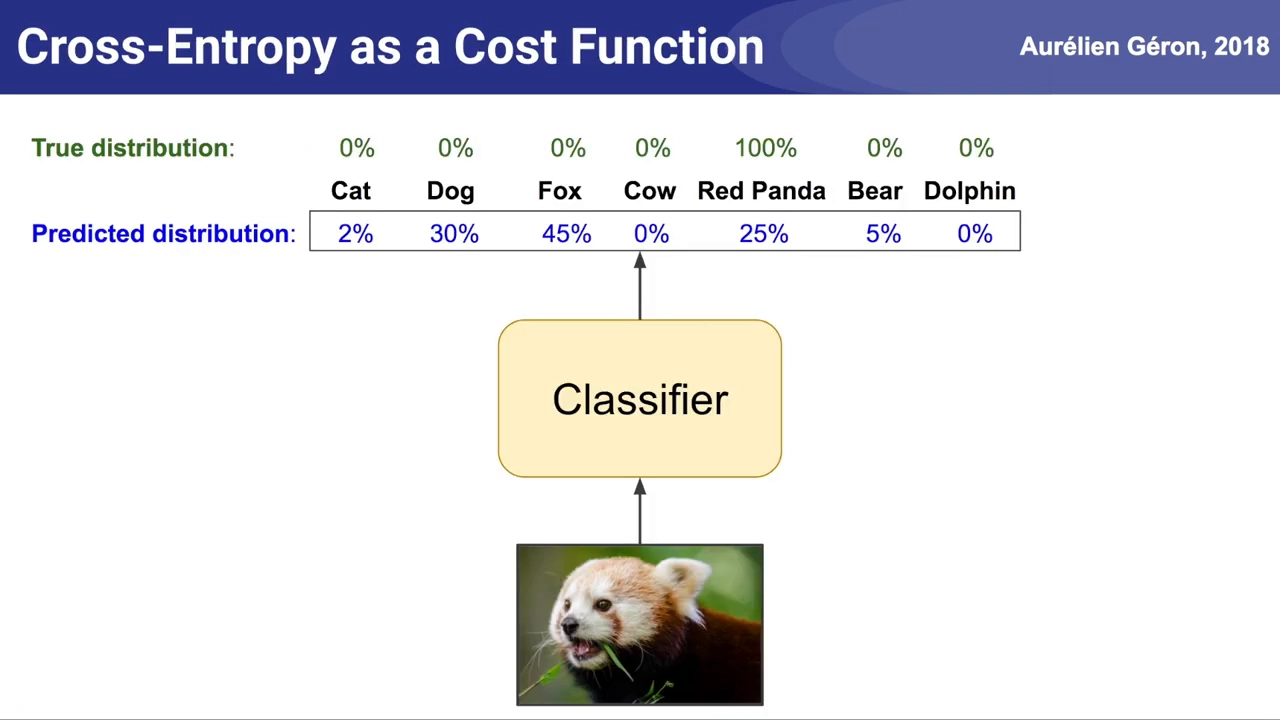 Cross-Entropy as a Cost Function
Aurélien Géron, 2018
True distribution: 0% 0% 0% 0% 100% 0% 0%
Cat Dog Fox Cow Red Panda Bear Dolphin
Predicted distribution: 2% 30% 45% 0% 25% 5% 0%
Classifier